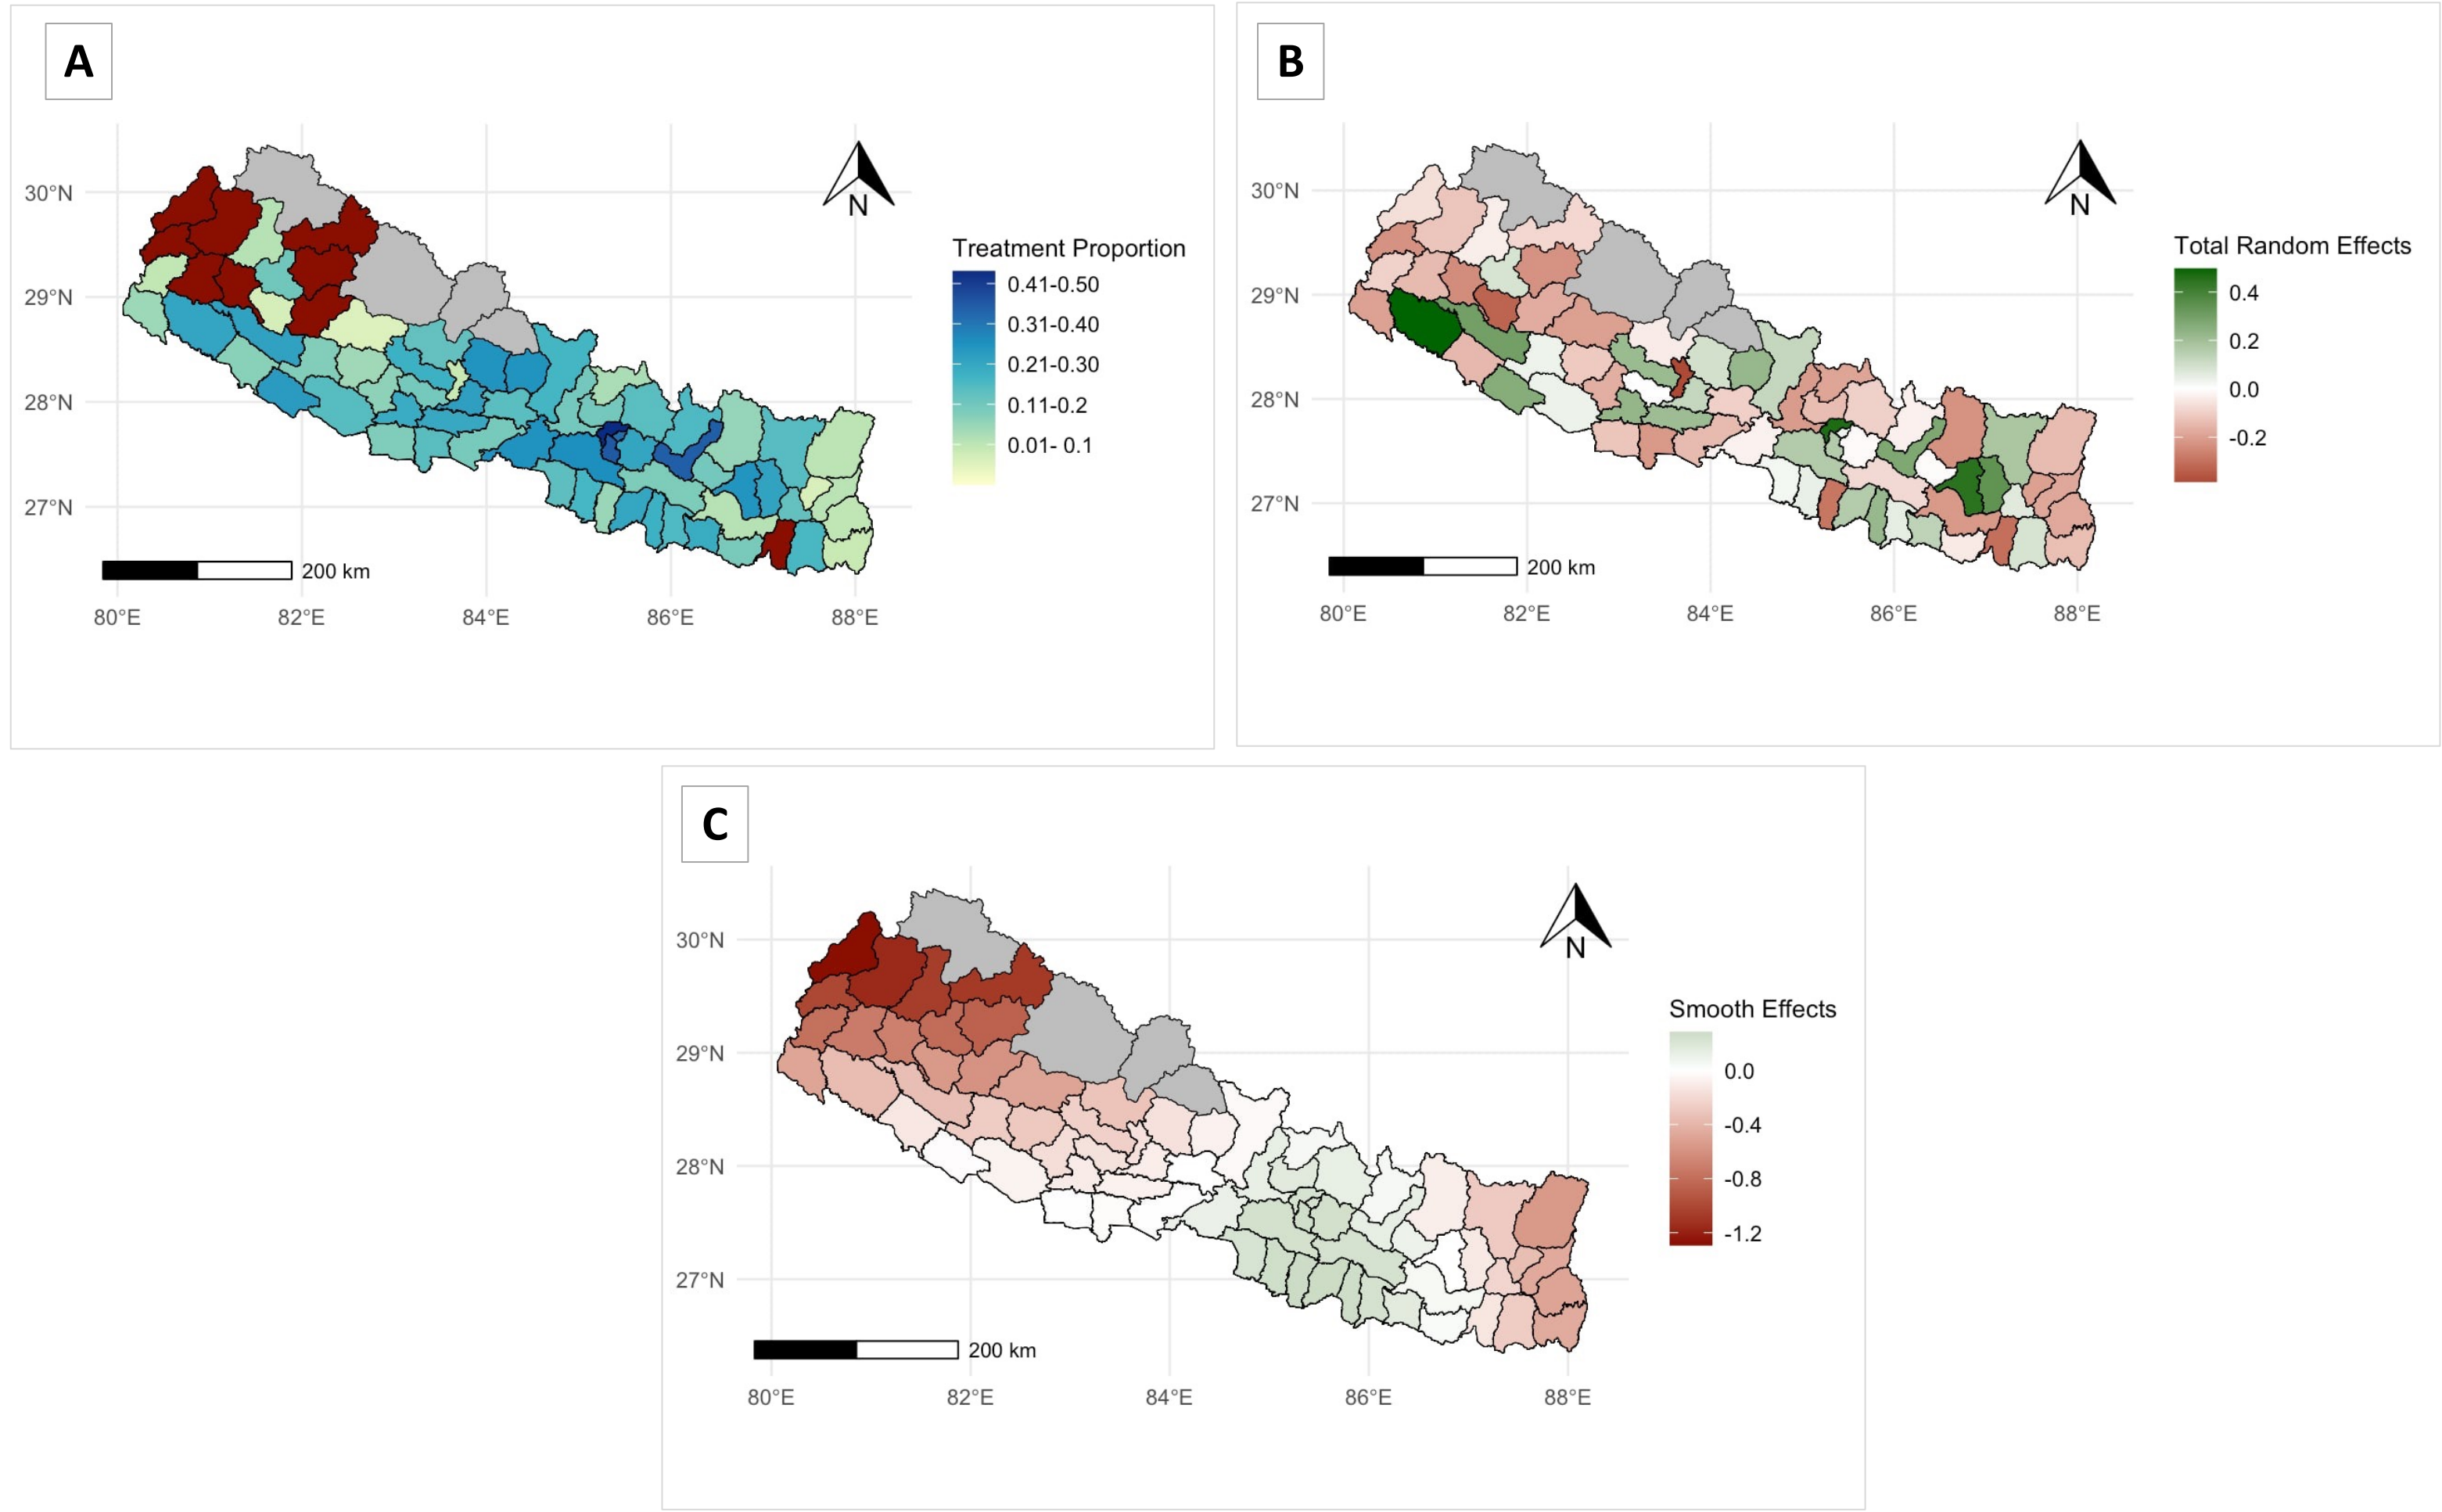 A
30°N
29°N
28°N
27°N
80°E 82°E 84°E 86°E 88°E
N
200 km
Treatment Proportion
0.41-0.50
0.31-0.40
0.21-0.30
0.11-0.2
0.01- 0.1
B
30°N
29°N
28°N
27°N
80°E 82°E 84°E 86°E 88°E
N
200 km
Total Random Effects
0.4
0.2
0.0
-0.2
C
30°N
29°N
28°N
27°N
80°E 82°E 84°E 86°E 88°E
N
200 km
Smooth Effects
0.0
-0.4
-0.8
-1.2